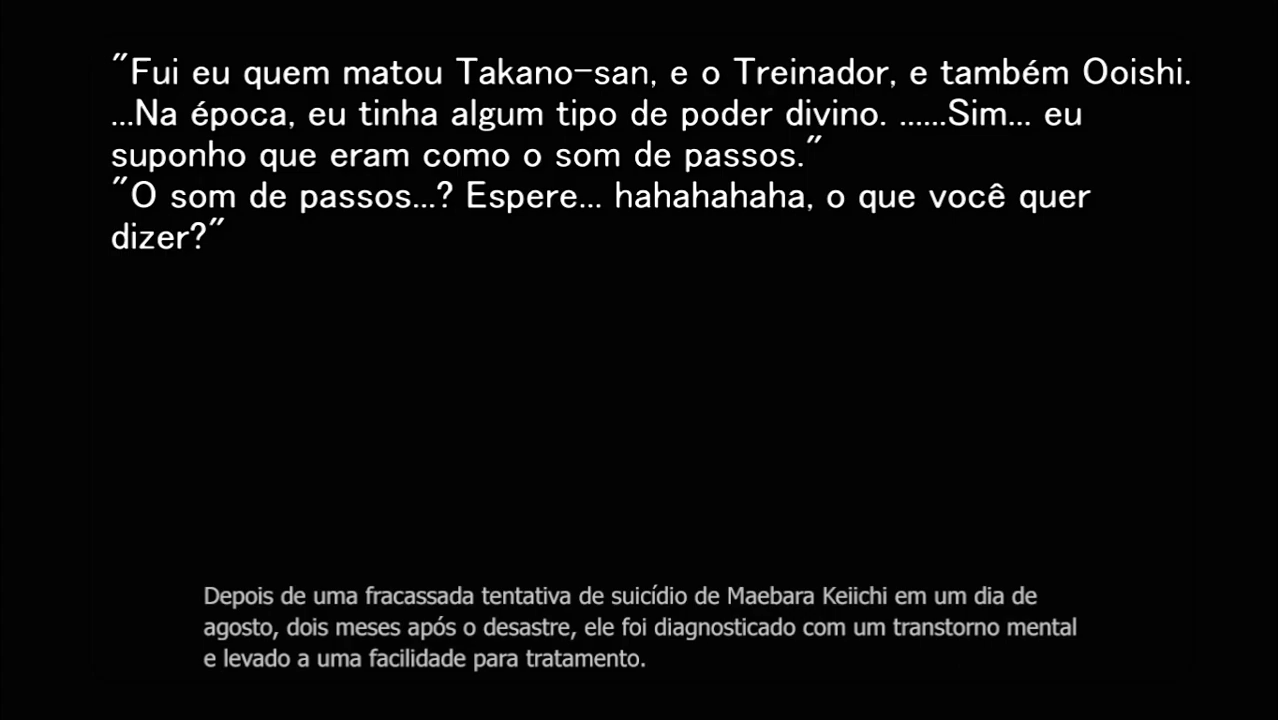 "Fui eu quem matou Takano-san, e o Treinador, e também Ooishi.
...Na época, eu tinha algum tipo de poder divino. ......Sim... eu
suponho que eram como o som de passos."
"O som de passos...? Espere... hahahahaha, o que você quer
dizer?"
Depois de uma fracassada tentativa de suicídio de Maebara Keiichi em um dia de
agosto, dois meses após o desastre, ele foi diagnosticado com um transtorno mental
e levado a uma facilidade para tratamento.